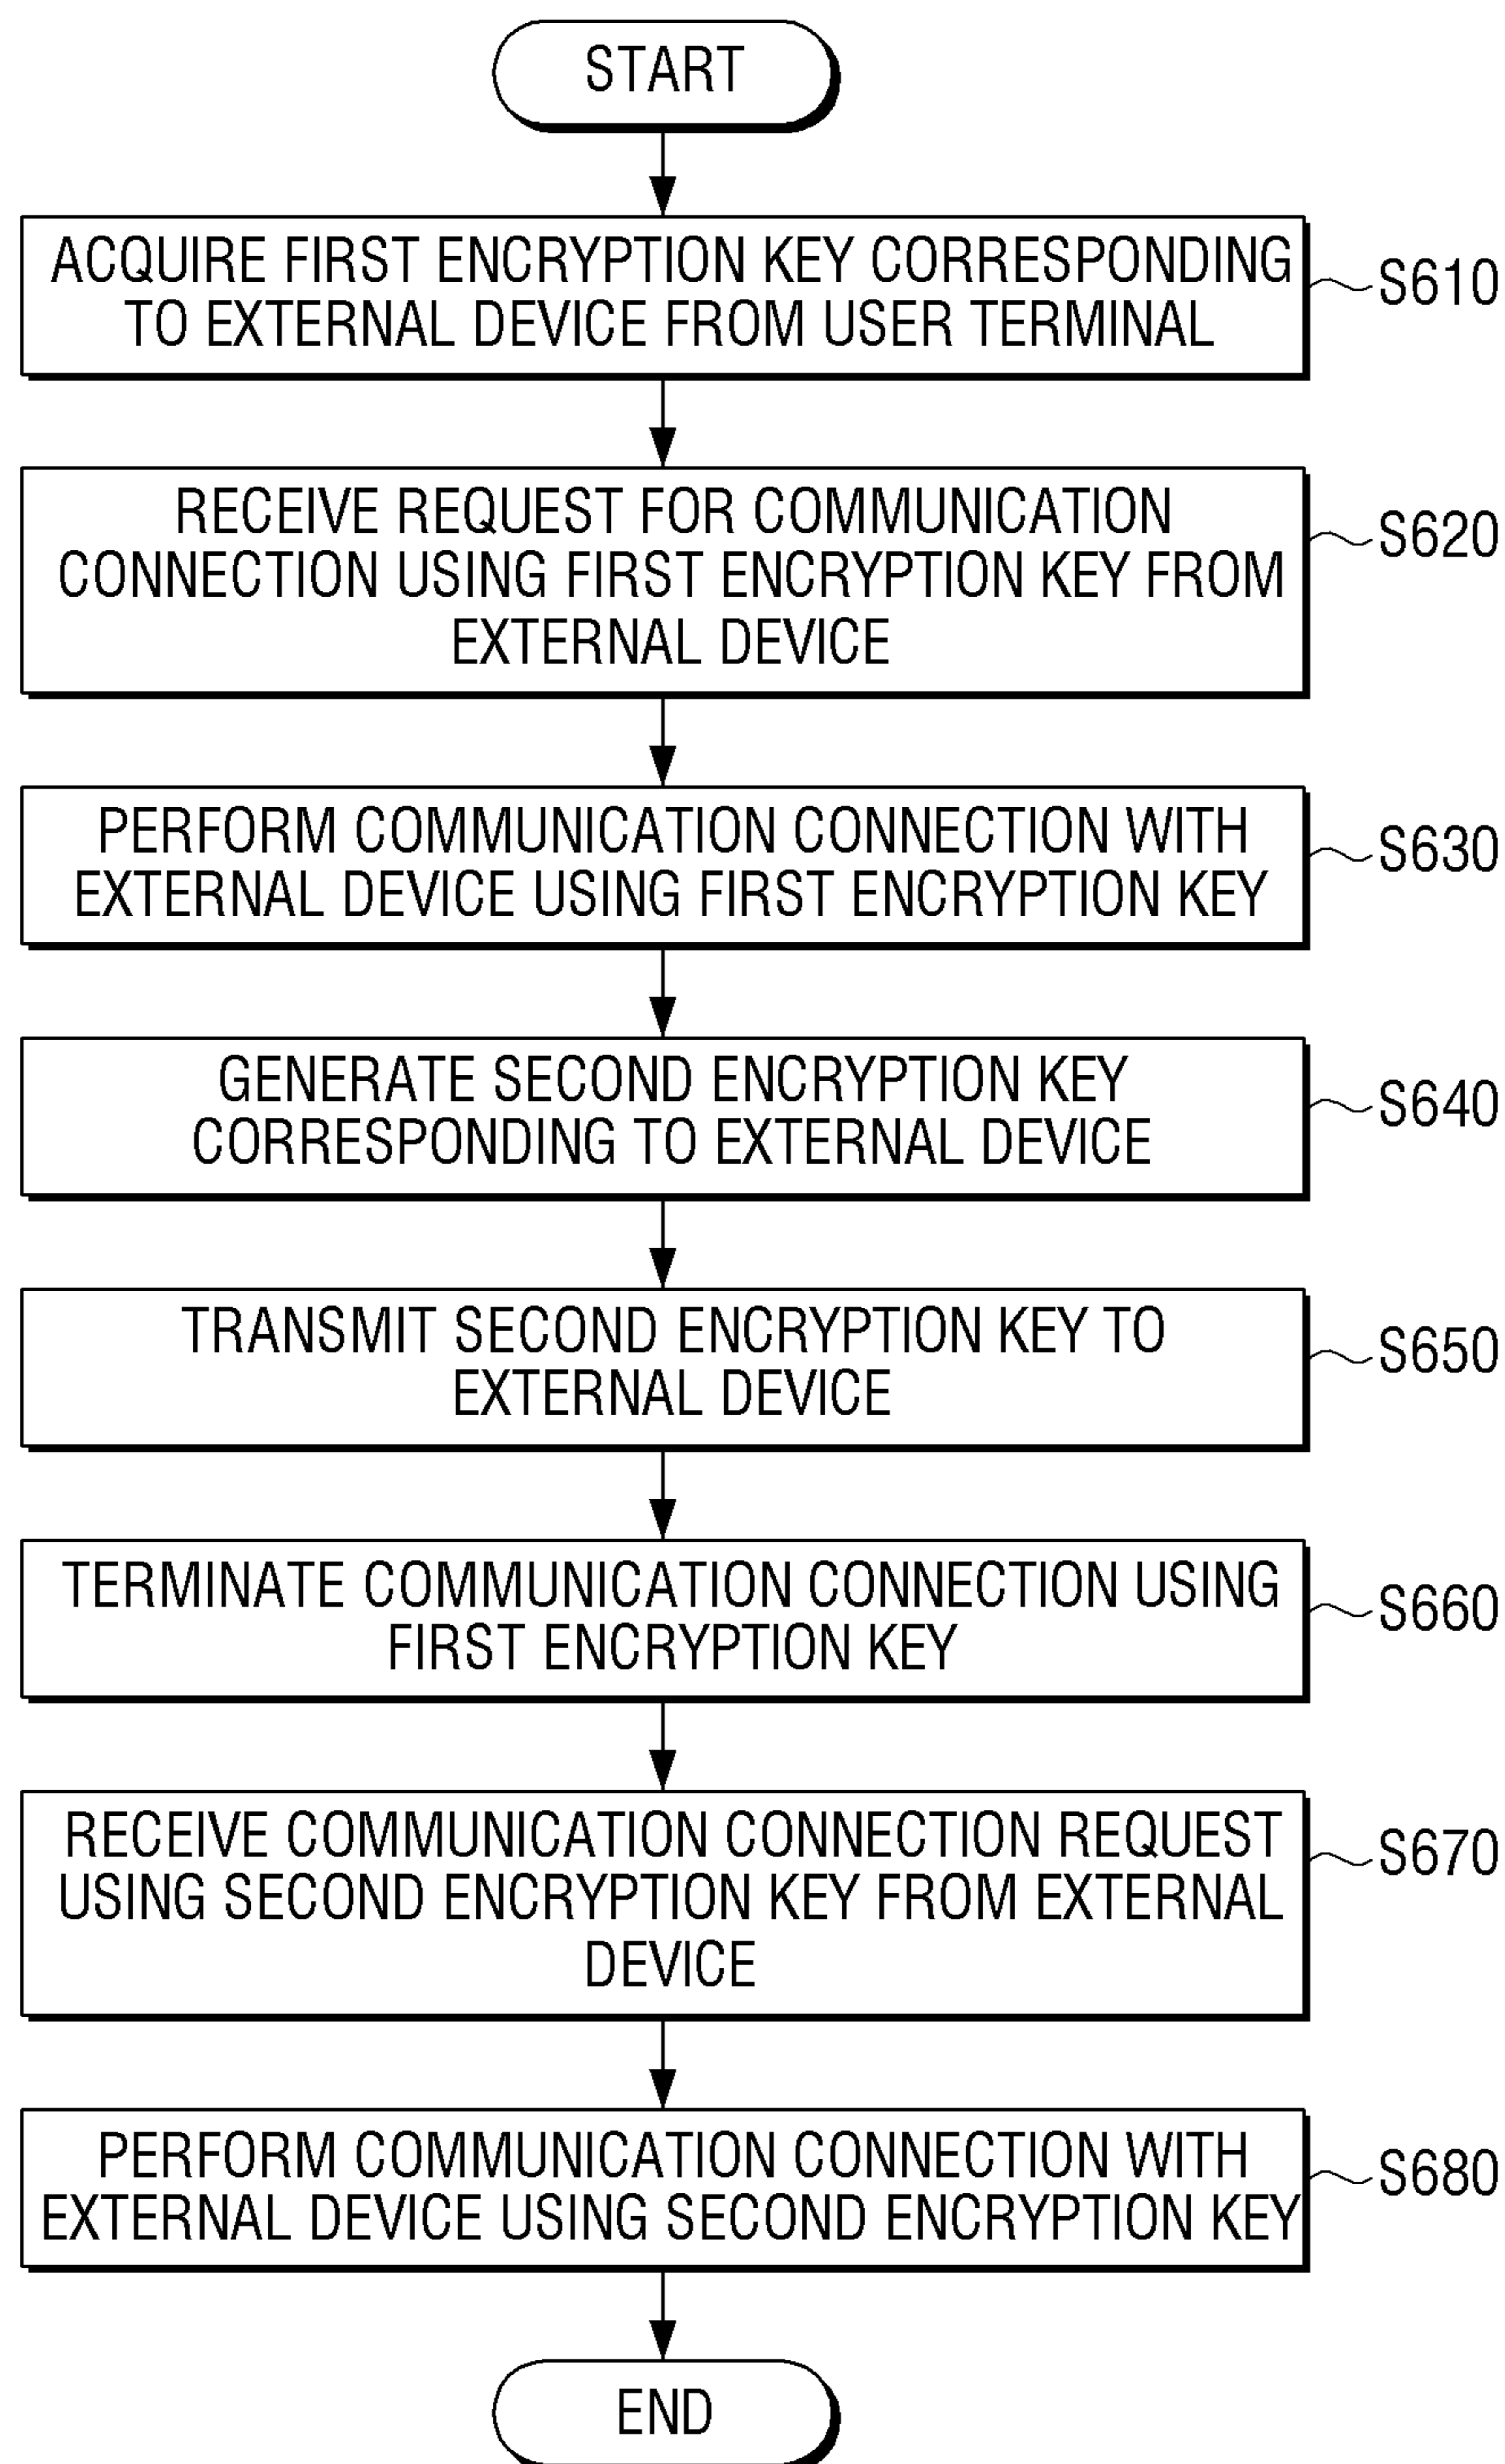 START
ACQUIRE FIRST ENCRYPTION KEY CORRESPONDING
TO EXTERNAL DEVICE FROM USER TERMINAL
S610
RECEIVE REQUEST FOR COMMUNICATION
CONNECTION USING FIRST ENCRYPTION KEY FROM
EXTERNAL DEVICE
S620
PERFORM COMMUNICATION CONNECTION WITH
EXTERNAL DEVICE USING FIRST ENCRYPTION KEY
S630
GENERATE SECOND ENCRYPTION KEY
CORRESPONDING TO EXTERNAL DEVICE
S640
TRANSMIT SECOND ENCRYPTION KEY TO
EXTERNAL DEVICE
S650
TERMINATE COMMUNICATION CONNECTION USING
FIRST ENCRYPTION KEY
S660
RECEIVE COMMUNICATION CONNECTION REQUEST
USING SECOND ENCRYPTION KEY FROM EXTERNAL
DEVICE
S670
PERFORM COMMUNICATION CONNECTION WITH
EXTERNAL DEVICE USING SECOND ENCRYPTION KEY
S680
END